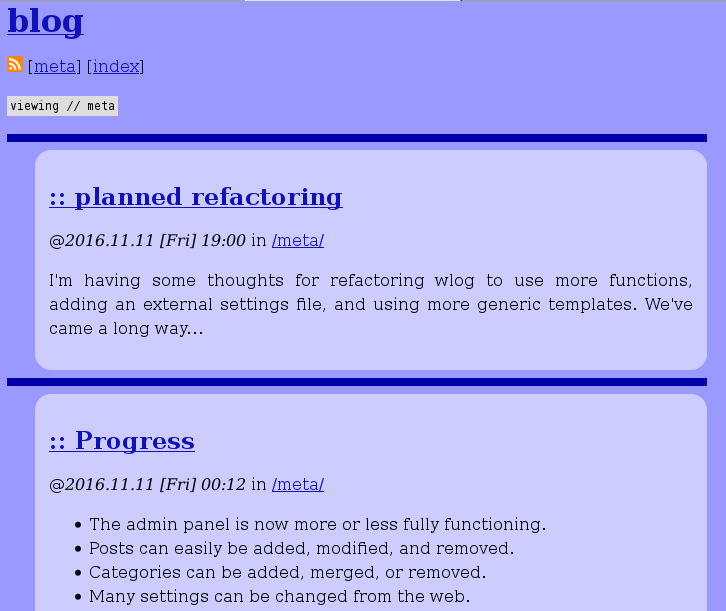 blog
[meta] [index]
viewing // meta
:: planned refactoring
@2016.11.11 [Fri] 19:00 in /meta/
I'm having some thoughts for refactoring wlog to use more functions,
adding an external settings file, and using more generic templates. We've
came a long way...
:: Progress
@2016.11.11 [Fri] 00:12 in /meta/
• The admin panel is now more or less fully functioning.
• Posts can easily be added, modified, and removed.
• Categories can be added, merged, or removed.
• Many settings can be changed from the web.